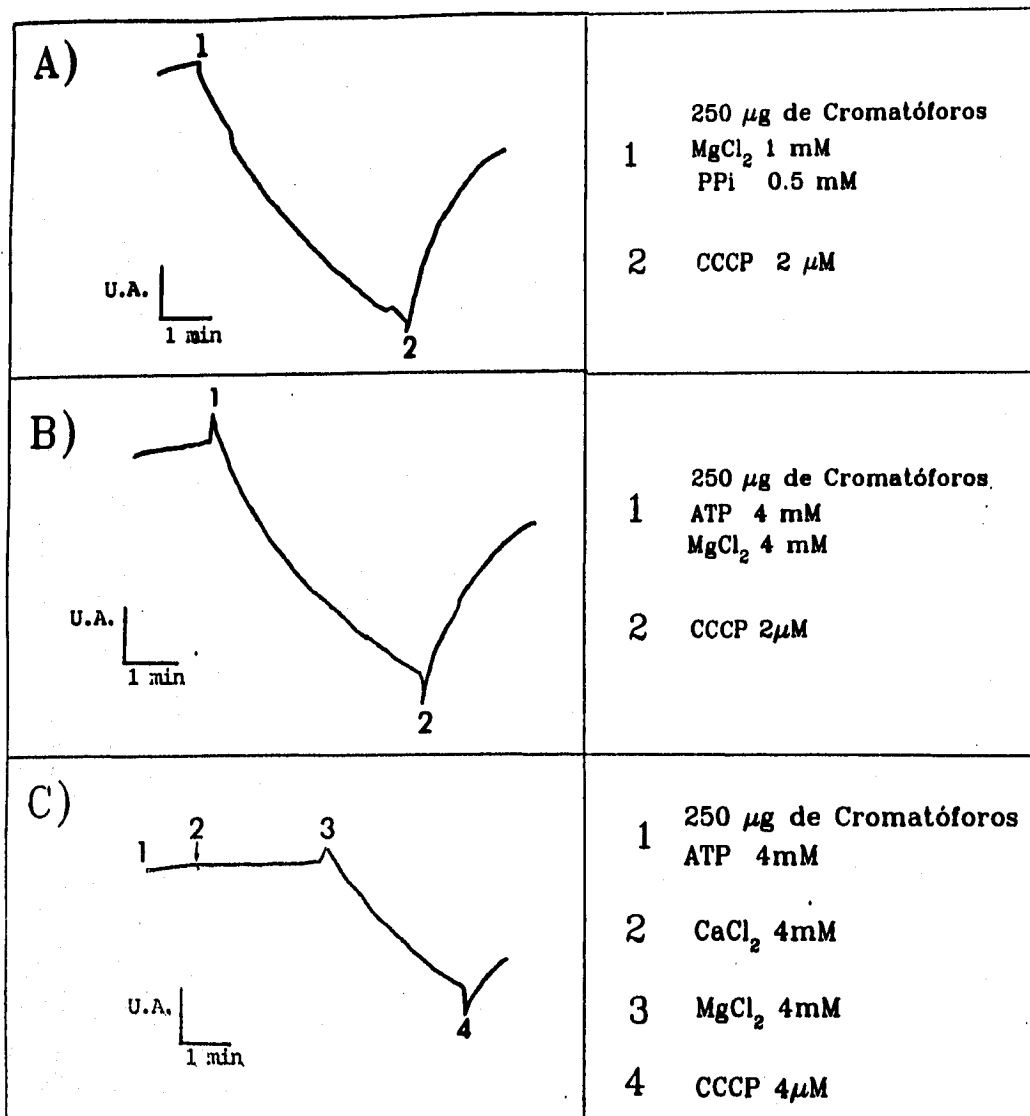 A)
1
2
U.A.
1 min
1
250 µg de Cromatóforos
MgCl₂ 1 mM
PPi 0.5 mM
2
CCCP 2 µM
B)
1
2
U.A.
1 min
1
250 µg de Cromatóforos
ATP 4 mM
MgCl₂ 4 mM
2
CCCP 2µM
C)
1
2
3
4
U.A.
1 min
1
250 µg de Cromatóforos
ATP 4mM
2
CaCl₂ 4mM
3
MgCl₂ 4mM
4
CCCP 4µM